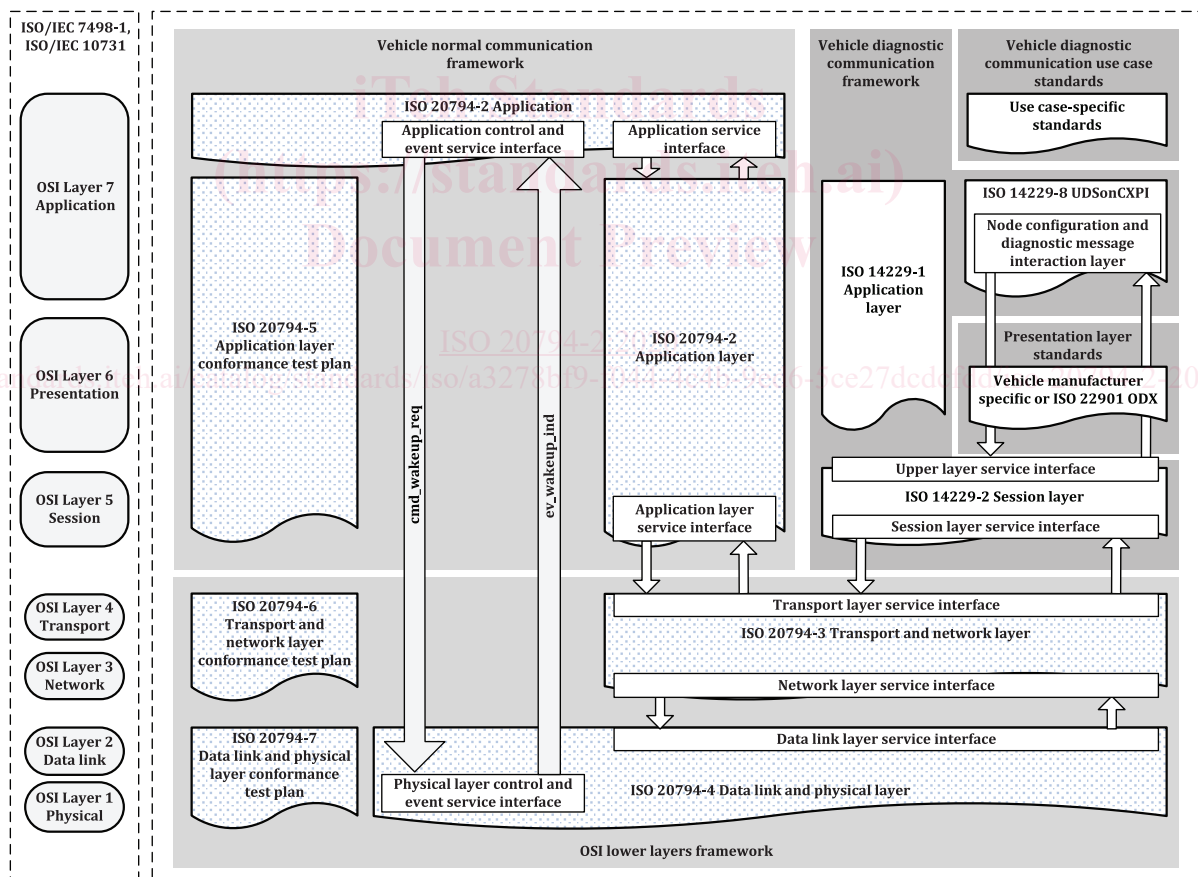 ISO/IEC 7498-1,
ISO/IEC 10731
OSI Layer 7
Application
OSI Layer 6
Presentation
OSI Layer 5
Session
OSI Layer 4
Transport
OSI Layer 3
Network
OSI Layer 2
Data link
OSI Layer 1
Physical
Vehicle normal communication
framework
ISO 20794-2 Application
Application control and
event service interface
Application service
interface
ISO 20794-5
Application layer
conformance test plan
cmd_wakeup_req
ev_wakeup_ind
ISO 20794-2
Application layer
Application layer
service interface
Vehicle diagnostic
communication
framework
Vehicle diagnostic
communication use case
standards
Use case-specific
standards
ISO 14229-1
Application
layer
ISO 14229-8 UDSonCXPI
Node configuration and
diagnostic message
interaction layer
Presentation layer
standards
Vehicle manufacturer
specific or ISO 22901 ODX
Upper layer service interface
ISO 14229-2 Session layer
Session layer service interface
ISO 20794-6
Transport and
network layer
conformance test plan
Transport layer service interface
ISO 20794-3 Transport and network layer
Network layer service interface
ISO 20794-7
Data link and physical
layer conformance
test plan
Data link layer service interface
Physical layer control and
event service interface
ISO 20794-4 Data link and physical layer
OSI lower layers framework
iTeh Standards
(https://standards.iteh.ai)
Document Preview
ISO 20794-2:2020